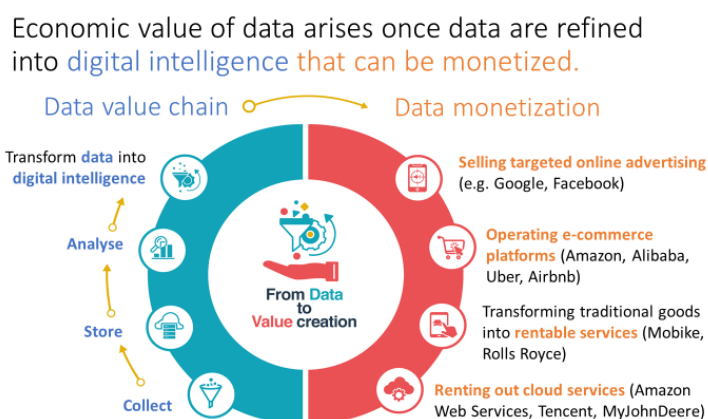 Economic value of data arises once data are refined
into digital intelligence that can be monetized.
Data value chain
Data monetization
Transform data into
digital intelligence
Analyse
Store
Collect
From Data
to
Value creation
Selling targeted online advertising
(e.g. Google, Facebook)
Operating e-commerce
platforms (Amazon, Alibaba,
Uber, Airbnb)
Transforming traditional goods
into rentable services (Mobike,
Rolls Royce)
Renting out cloud services (Amazon
Web Services, Tencent, MyJohnDeere)